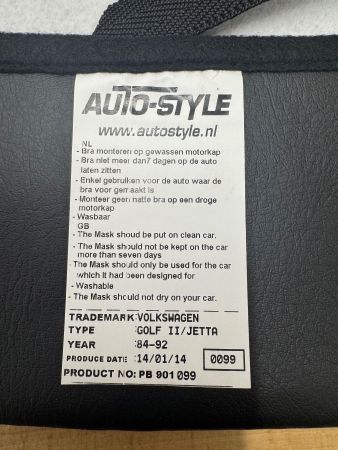 AUTO-STYLE
www.autostyle.nl
NL
- Bra monteren op gewassen motorkap
- Bra niet meer dan7 dagen op de auto
laten zitten
- Enkel gebruiken voor de auto waar de
bra voor gemaakt is
- Monteer geen natte bra op een droge
motorkap
- Wasbaar
GB
- The Mask shoud be put on clean car.
- The Mask should not be kept on the car
more than seven days
- The Mask should only be used for the car
which it had been designed for
- Washable
- The Mask should not dry on your car.
TRADEMARK:VOLKSWAGEN
TYPE :GOLF II/JETTA
YEAR :84-92
PRODUCE DATE :14/01/14 0099
PRODUCT NO: PB 901099